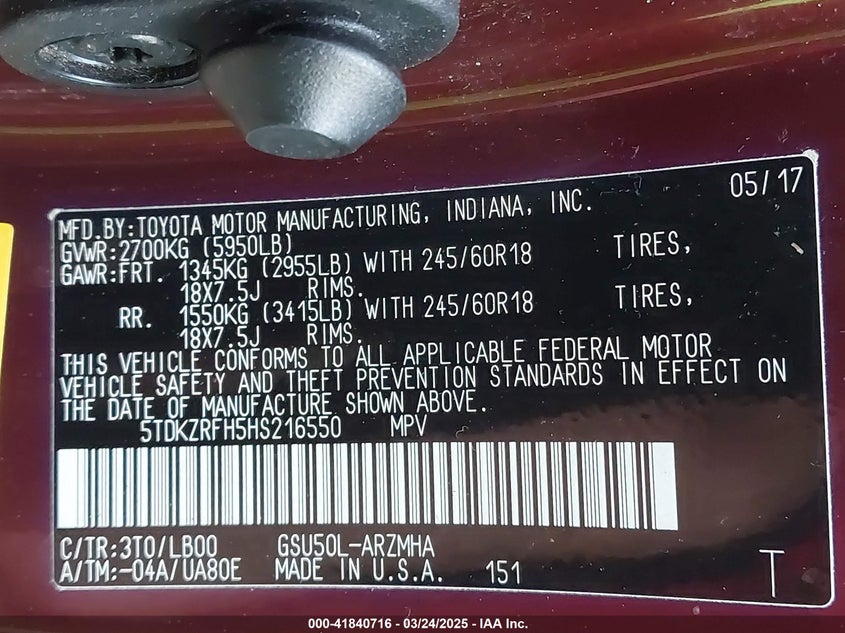 05/17
MFD.BY:TOYOTA MOTOR MANUFACTURING, INDIANA, INC.
GVWR:2700KG (5950LB)
GAWR:FRT. 1345KG (2955LB) WITH 245/60R18 TIRES,
18X7.5J RIMS.
RR. 1550KG (3415LB) WITH 245/60R18 TIRES,
18X7.5J RIMS.
THIS VEHICLE CONFORMS TO ALL APPLICABLE FEDERAL MOTOR
VEHICLE SAFETY AND THEFT PREVENTION STANDARDS IN EFFECT ON
THE DATE OF MANUFACTURE SHOWN ABOVE.
5TDKZRFH5HS216550 MPV
C/TR:3T0/LB00 GSU50L-ARZMHA
A/TM:-04A/UA80E MADE IN U.S.A. 151 T
000-41840716 - 03/24/2025 - IAA Inc.